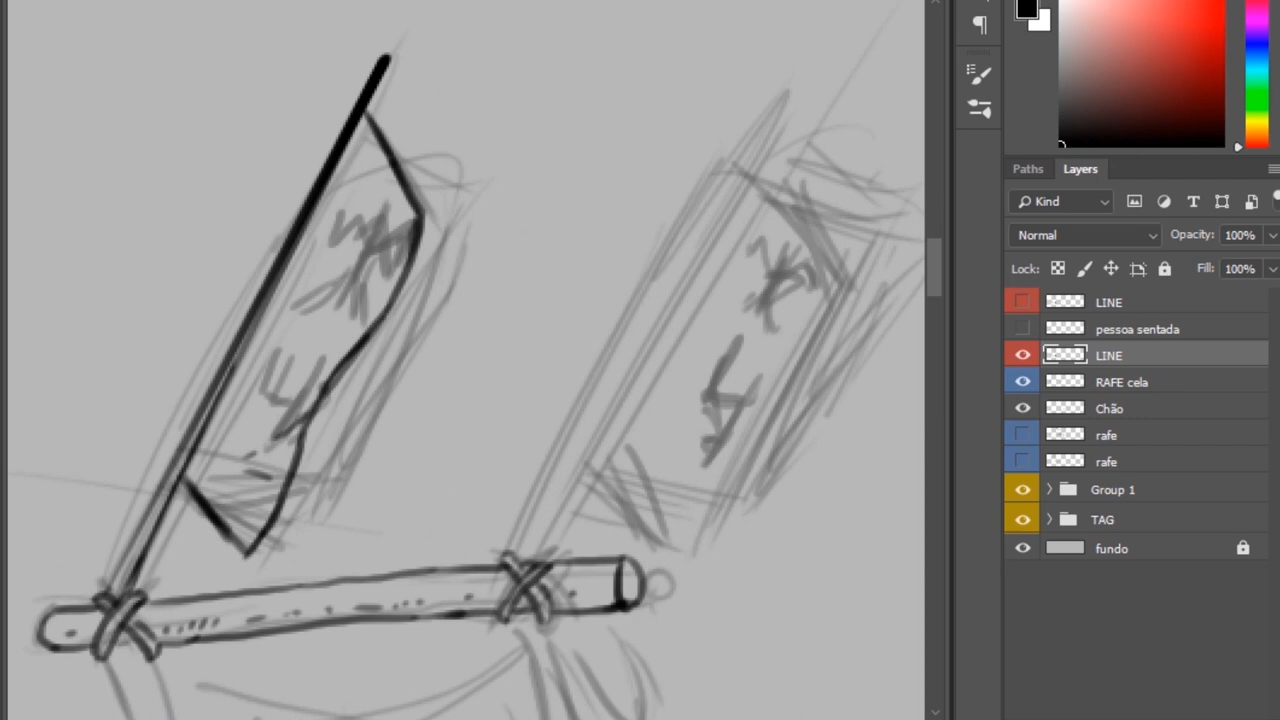 Paths Layers
Kind
Normal Opacity: 100%
Lock: Fill: 100%
LINE
pessoa sentada
LINE
RAFE cela
Chão
rafe
rafe
Group 1
TAG
fundo